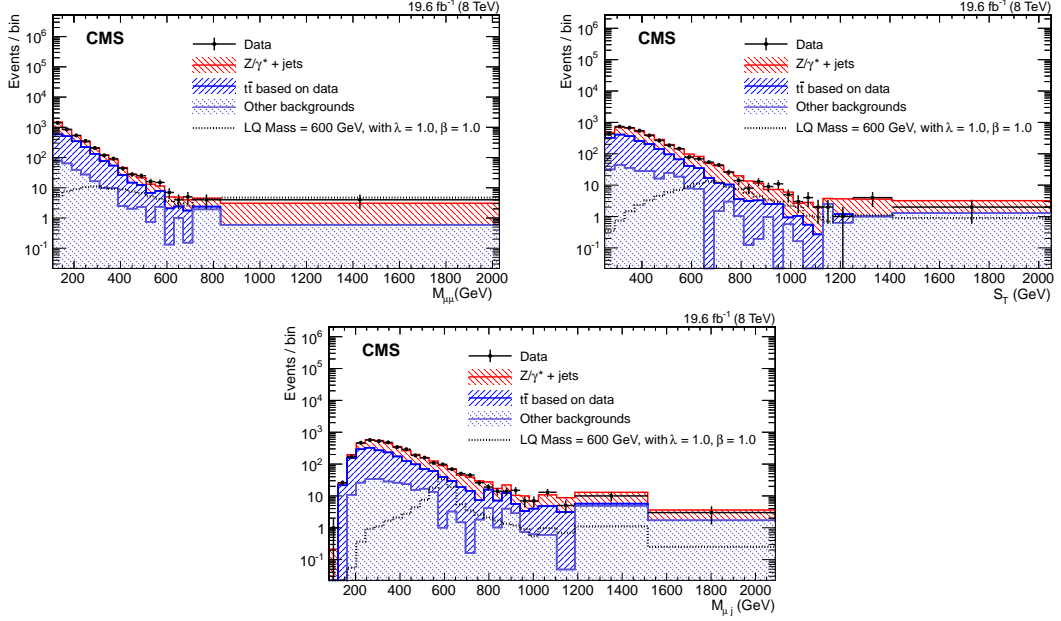 19.6 fb⁻¹ (8 TeV)
CMS
Data
Z/γ* + jets
tt̄ based on data
Other backgrounds
LQ Mass = 600 GeV, with λ = 1.0, β = 1.0
Events / bin
10⁶
10⁵
10⁴
10³
10²
10
1
10⁻¹
200 400 600 800 1000 1200 1400 1600 1800 2000
M_μμ(GeV)
19.6 fb⁻¹ (8 TeV)
CMS
Data
Z/γ* + jets
tt̄ based on data
Other backgrounds
LQ Mass = 600 GeV, with λ = 1.0, β = 1.0
Events / bin
10⁶
10⁵
10⁴
10³
10²
10
1
10⁻¹
400 600 800 1000 1200 1400 1600 1800 2000
S_T (GeV)
19.6 fb⁻¹ (8 TeV)
CMS
Data
Z/γ* + jets
tt̄ based on data
Other backgrounds
LQ Mass = 600 GeV, with λ = 1.0, β = 1.0
Events / bin
10⁶
10⁵
10⁴
10³
10²
10
1
10⁻¹
200 400 600 800 1000 1200 1400 1600 1800 2000
M_μj (GeV)